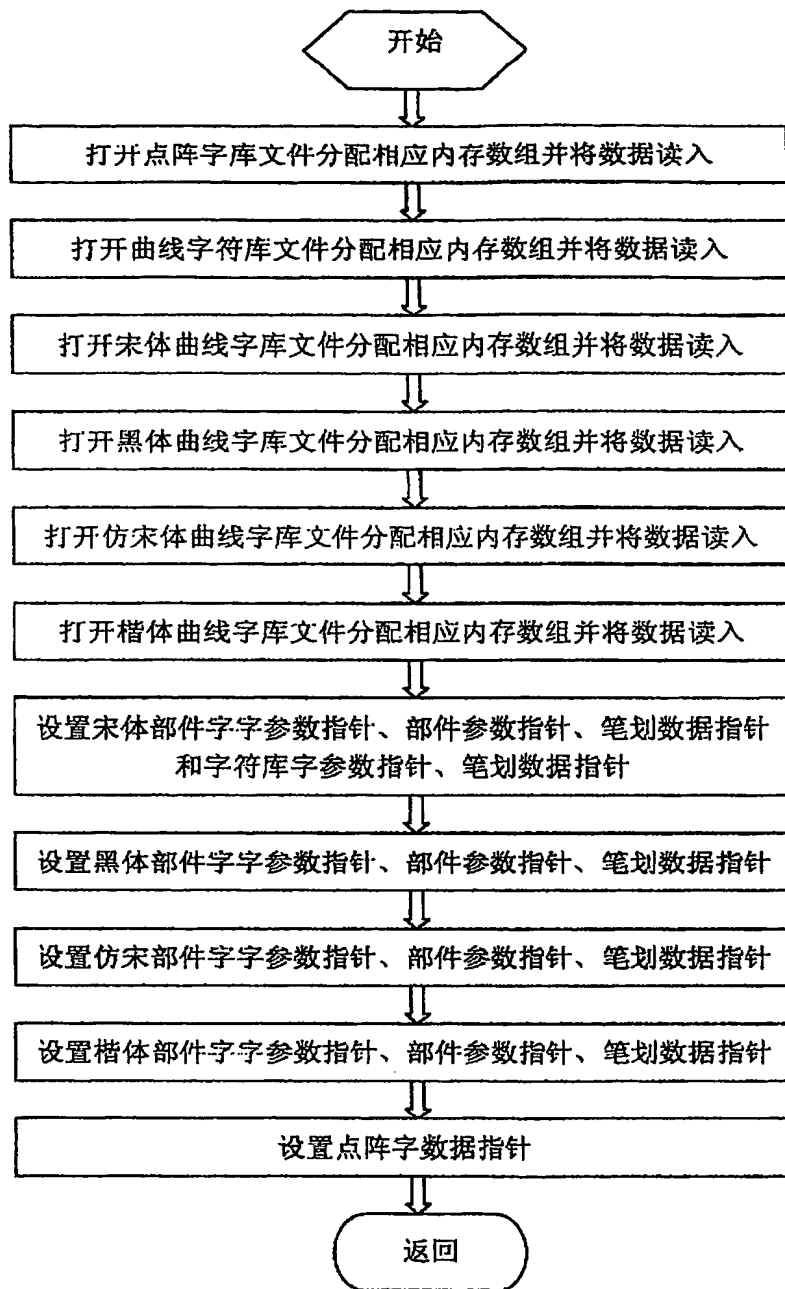 开始
打开点阵字库文件分配相应内存数组并将数据读入
打开曲线字符库文件分配相应内存数组并将数据读入
打开宋体曲线字库文件分配相应内存数组并将数据读入
打开黑体曲线字库文件分配相应内存数组并将数据读入
打开仿宋体曲线字库文件分配相应内存数组并将数据读入
打开楷体曲线字库文件分配相应内存数组并将数据读入
设置宋体部件字字参数指针、部件参数指针、笔划数据指针
和字符库字参数指针、笔划数据指针
设置黑体部件字字参数指针、部件参数指针、笔划数据指针
设置仿宋部件字字参数指针、部件参数指针、笔划数据指针
设置楷体部件字字参数指针、部件参数指针、笔划数据指针
设置点阵字数据指针
返回